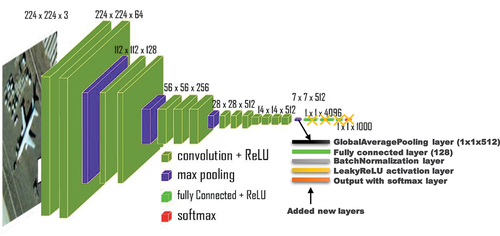 224 x 224 x 3
224 x 224 x 64
112 x 112 x 128
56 x 56 x 256
28 x 28 x 512
14 x 14 x 512
7 x 7 x 512
1 x 1 x 4096
1 x 1 x 1000
convolution + ReLU
max pooling
fully Connected + ReLU
softmax
GlobalAveragePooling layer (1x1x512)
Fully connected layer (128)
BatchNormalization layer
LeakyReLU activation layer
Output with softmax layer
Added new layers